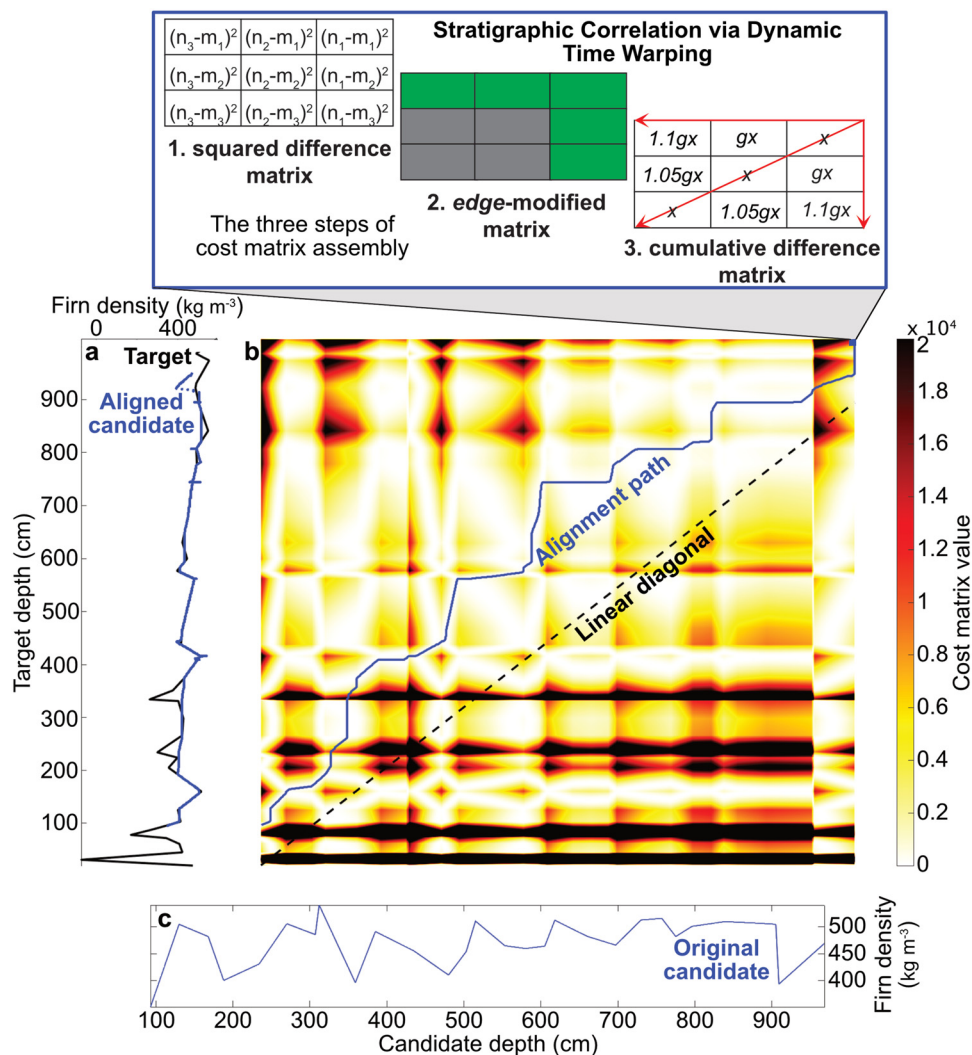 Stratigraphic Correlation via Dynamic
Time Warping
(n₃-m₁)² (n₂-m₁)² (n₁-m₁)²
(n₃-m₂)² (n₂-m₂)² (n₁-m₂)²
(n₃-m₃)² (n₂-m₃)² (n₁-m₃)²
1. squared difference
matrix
2. edge-modified
matrix
1.1gx gx x
1.05gx x gx
x 1.05gx 1.1gx
3. cumulative difference
matrix
The three steps of
cost matrix assembly
Firn density (kg m⁻³)
0 400
a
Target
Aligned
candidate
900
800
700
600
500
400
300
200
100
Target depth (cm)
b
Alignment path
Linear diagonal
x 10⁴
2
1.8
1.6
1.4
1.2
1
0.8
0.6
0.4
0.2
0
Cost matrix value
c
Original
candidate
500
450
400
Firn density
(kg m⁻³)
100 200 300 400 500 600 700 800 900
Candidate depth (cm)